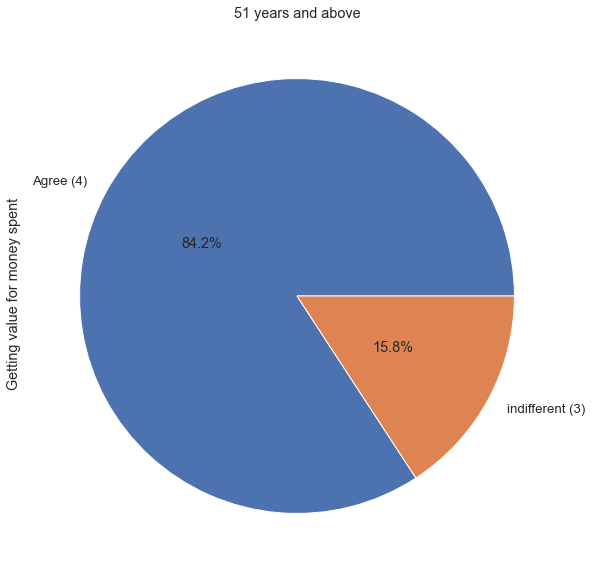 51 years and above
Agree (4)
84.2%
Getting value for money spent
15.8%
indifferent (3)